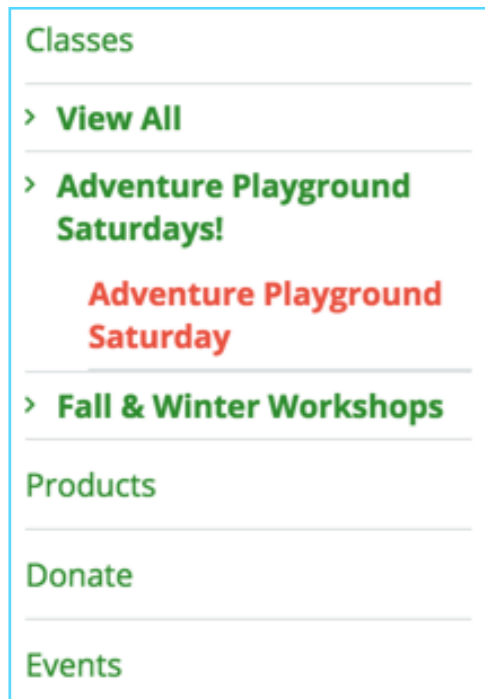 Classes
View All
Adventure Playground
Saturdays!
Adventure Playground
Saturday
Fall & Winter Workshops
Products
Donate
Events